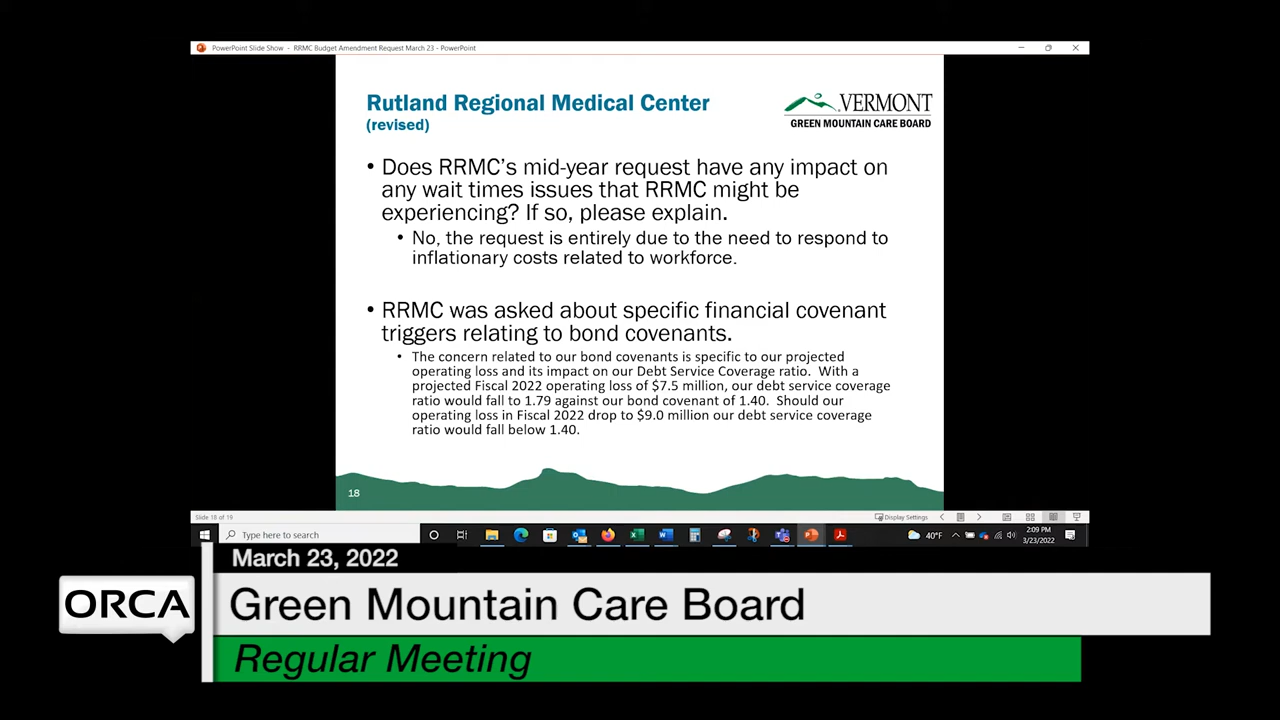 PowerPoint Slide Show - RRMC Budget Amendment Request March 23 - PowerPoint
Rutland Regional Medical Center
(revised)
VERMONT
GREEN MOUNTAIN CARE BOARD
• Does RRMC's mid-year request have any impact on
any wait times issues that RRMC might be
experiencing? If so, please explain.
• No, the request is entirely due to the need to respond to
inflationary costs related to workforce.
• RRMC was asked about specific financial covenant
triggers relating to bond covenants.
• The concern related to our bond covenants is specific to our projected
operating loss and its impact on our Debt Service Coverage ratio. With a
projected Fiscal 2022 operating loss of $7.5 million, our debt service coverage
ratio would fall to 1.79 against our bond covenant of 1.40. Should our
operating loss in Fiscal 2022 drop to $9.0 million our debt service coverage
ratio would fall below 1.40.
18
Slide 18 of 19
Display Settings
Type here to search
40°F
2:09 PM
3/23/2022
March 23, 2022
ORCA
Green Mountain Care Board
Regular Meeting